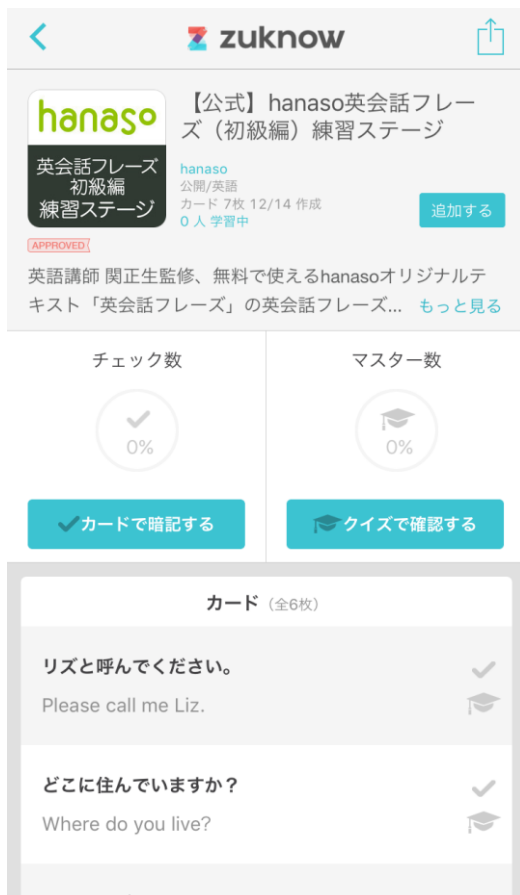 zuknow
hanaso
英会話フレーズ
初級編
練習ステージ
【公式】hanaso英会話フレー
ズ（初級編）練習ステージ
hanaso
公開/英語
カード 7枚 12/14 作成
0 人 学習中
追加する
APPROVED
英語講師 関正生監修、無料で使えるhanasoオリジナルテ
キスト「英会話フレーズ」の英会話フレーズ... もっと見る
チェック数
マスター数
0%
0%
カードで暗記する
クイズで確認する
カード（全6枚）
リズと呼んでください。
Please call me Liz.
どこに住んでいますか？
Where do you live?